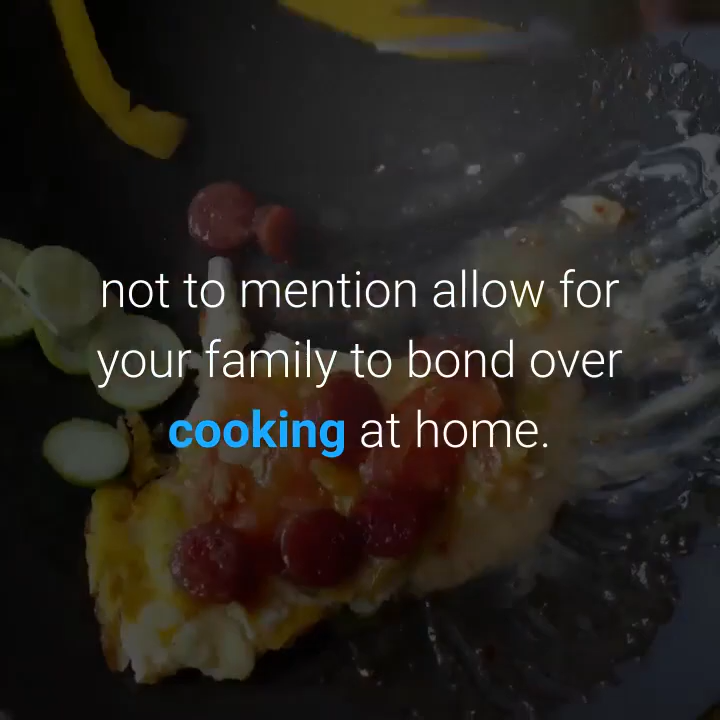 not to mention allow for
your family to bond over
cooking at home.